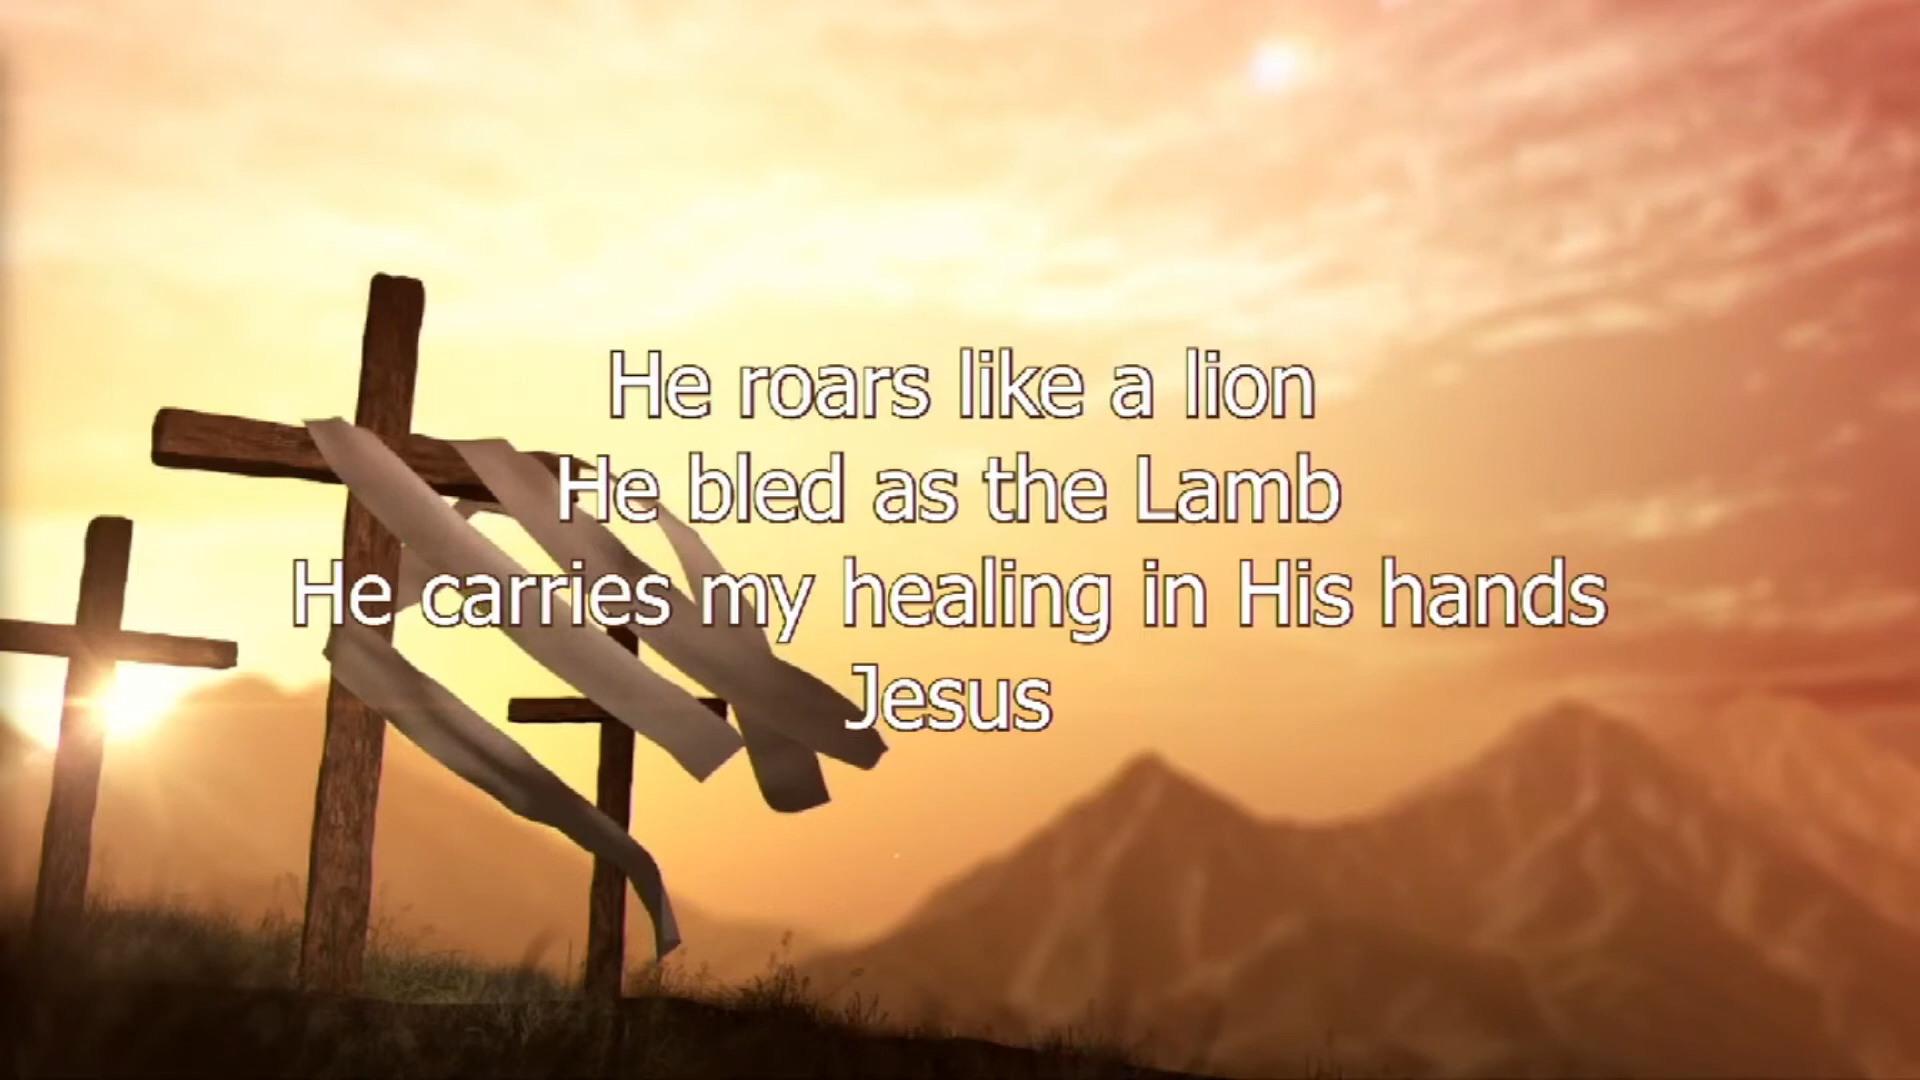 He roars like a lion
He bled as the Lamb
He carries my healing in His hands
Jesus